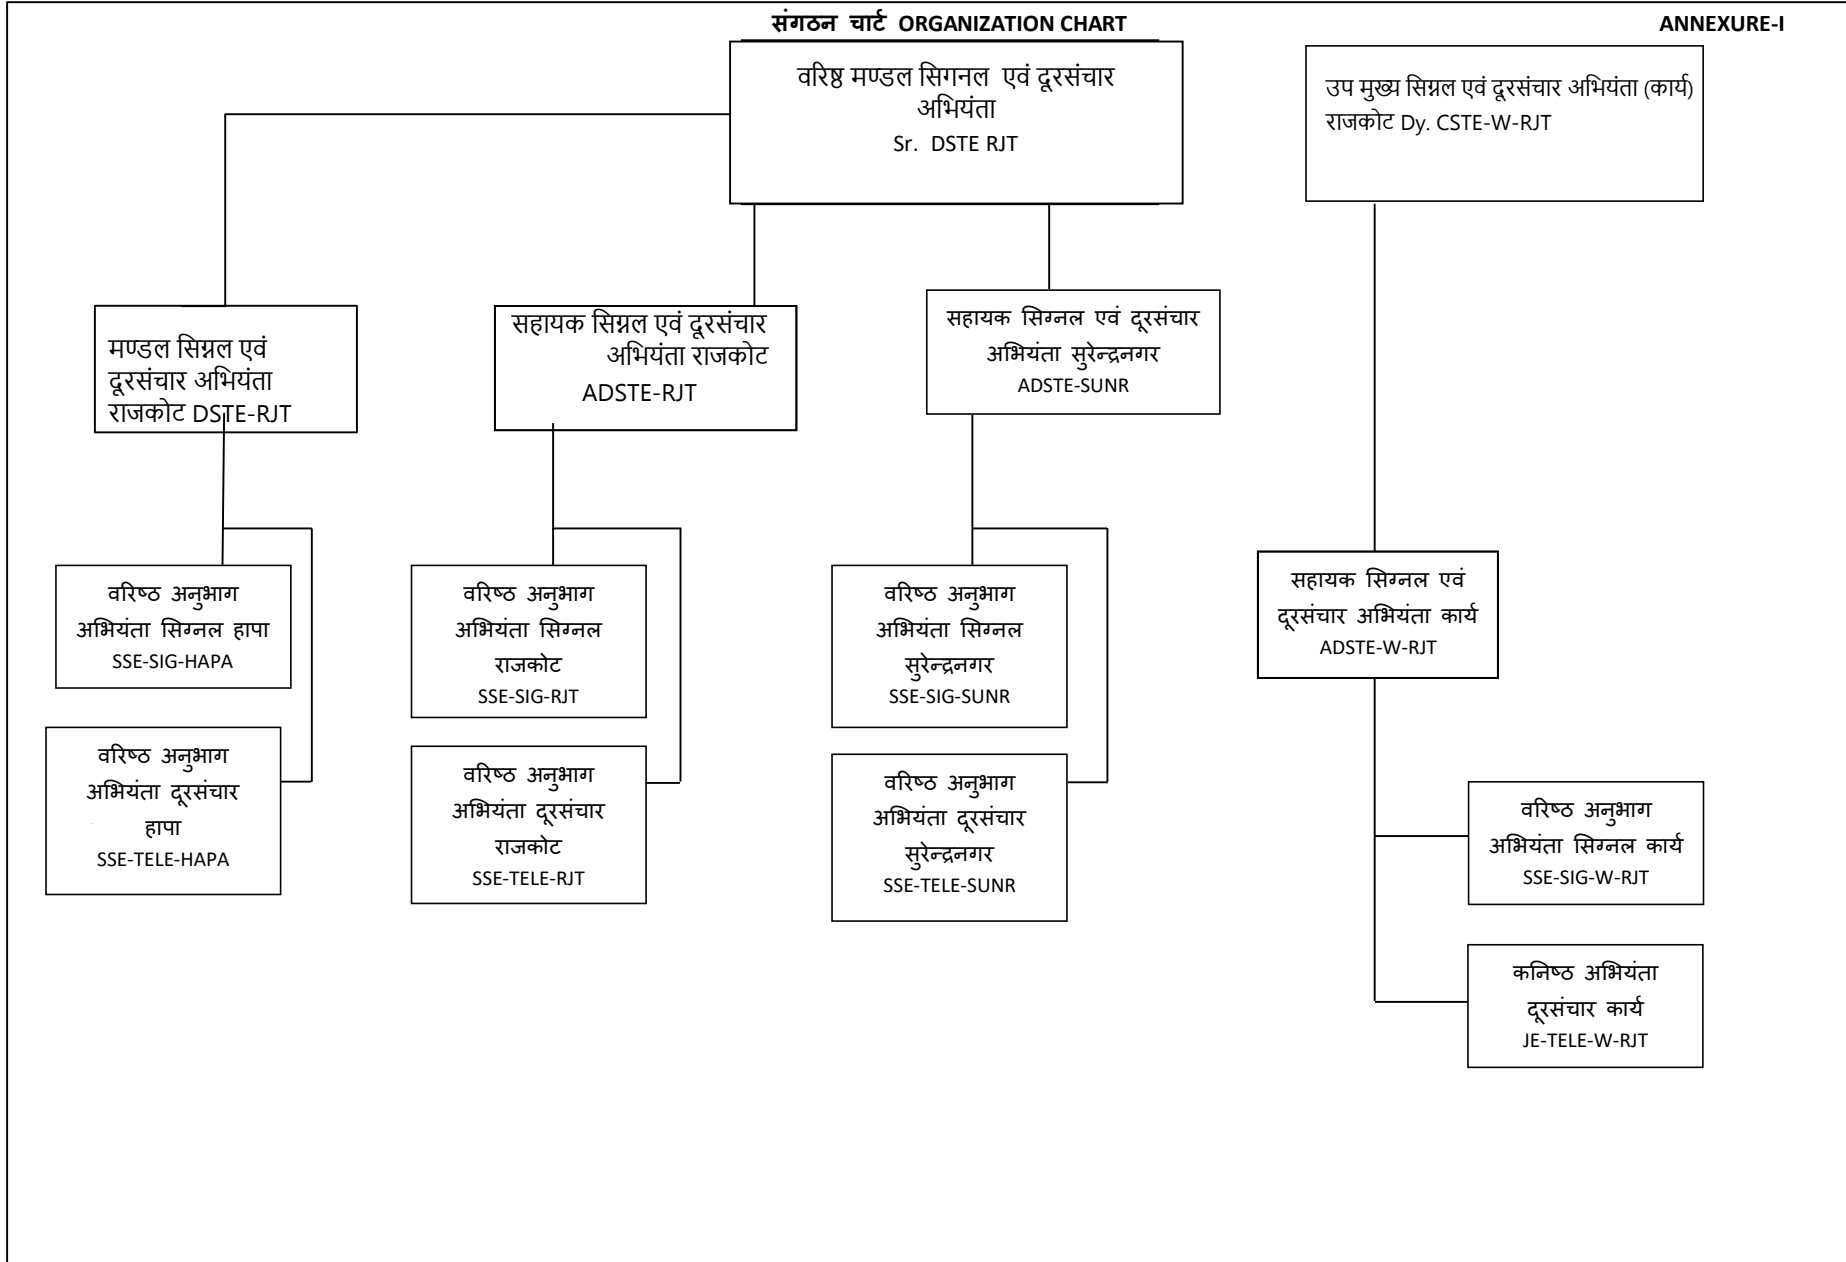 संगठन चार्ट ORGANIZATION CHART
ANNEXURE-I
वरिष्ठ मण्डल सिगनल एवं दूरसंचार
अभियंता
Sr. DSTE RJT
उप मुख्य सिग्नल एवं दूरसंचार अभियंता (कार्य)
राजकोट Dy. CSTE-W-RJT
मण्डल सिग्नल एवं
दूरसंचार अभियंता
राजकोट DSTE-RJT
सहायक सिग्नल एवं दूरसंचार
अभियंता राजकोट
ADSTE-RJT
सहायक सिग्नल एवं दूरसंचार
अभियंता सुरेन्द्रनगर
ADSTE-SUNR
वरिष्ठ अनुभाग
अभियंता सिग्नल हापा
SSE-SIG-HAPA
वरिष्ठ अनुभाग
अभियंता सिग्नल
राजकोट
SSE-SIG-RJT
वरिष्ठ अनुभाग
अभियंता सिग्नल
सुरेन्द्रनगर
SSE-SIG-SUNR
सहायक सिग्नल एवं
दूरसंचार अभियंता कार्य
ADSTE-W-RJT
वरिष्ठ अनुभाग
अभियंता दूरसंचार
हापा
SSE-TELE-HAPA
वरिष्ठ अनुभाग
अभियंता दूरसंचार
राजकोट
SSE-TELE-RJT
वरिष्ठ अनुभाग
अभियंता दूरसंचार
सुरेन्द्रनगर
SSE-TELE-SUNR
वरिष्ठ अनुभाग
अभियंता सिग्नल कार्य
SSE-SIG-W-RJT
कनिष्ठ अभियंता
दूरसंचार कार्य
JE-TELE-W-RJT